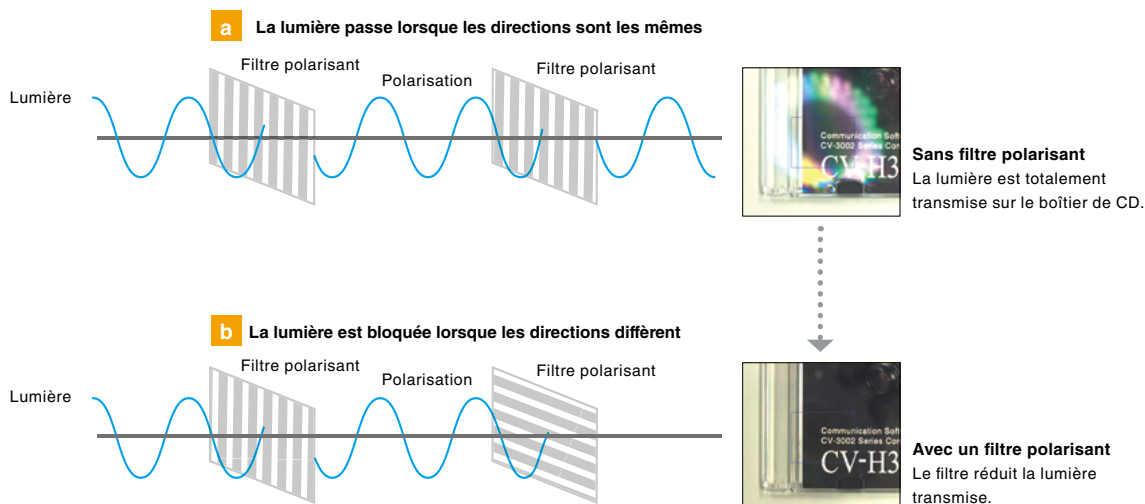 a La lumière passe lorsque les directions sont les mêmes
Filtre polarisant
Polarisation
Filtre polarisant
Lumière
Communication Soft
CV-3002 Series Con
CV-H3
Sans filtre polarisant
La lumière est totalement
transmise sur le boîtier de CD.
b La lumière est bloquée lorsque les directions diffèrent
Filtre polarisant
Polarisation
Filtre polarisant
Lumière
Communication Soft
CV-3002 Series Con
CV-H3
Avec un filtre polarisant
Le filtre réduit la lumière
transmise.